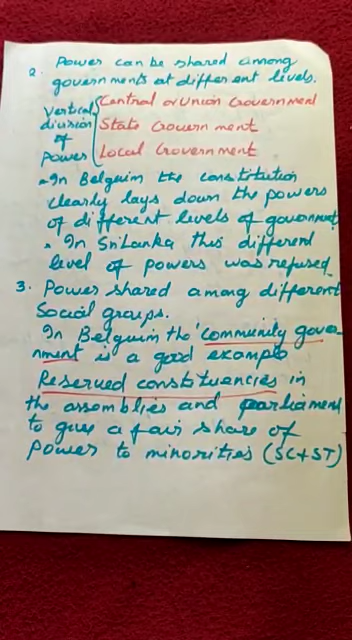 2. Power can be shared among
governments at different levels.
Vertical division of Power
Central or Union Government
State Government
Local Government
• In Belguim the constitution
clearly lays down the powers
of different levels of government
• In SriLanka this different
level of powers was refused
3. Power shared among different
Social groups.
In Belguim the 'community gove-
nment is a good example
Reserved constituencies in
the assemblies and parliament
to give a fair share of
Power to minorities (SC+ST)